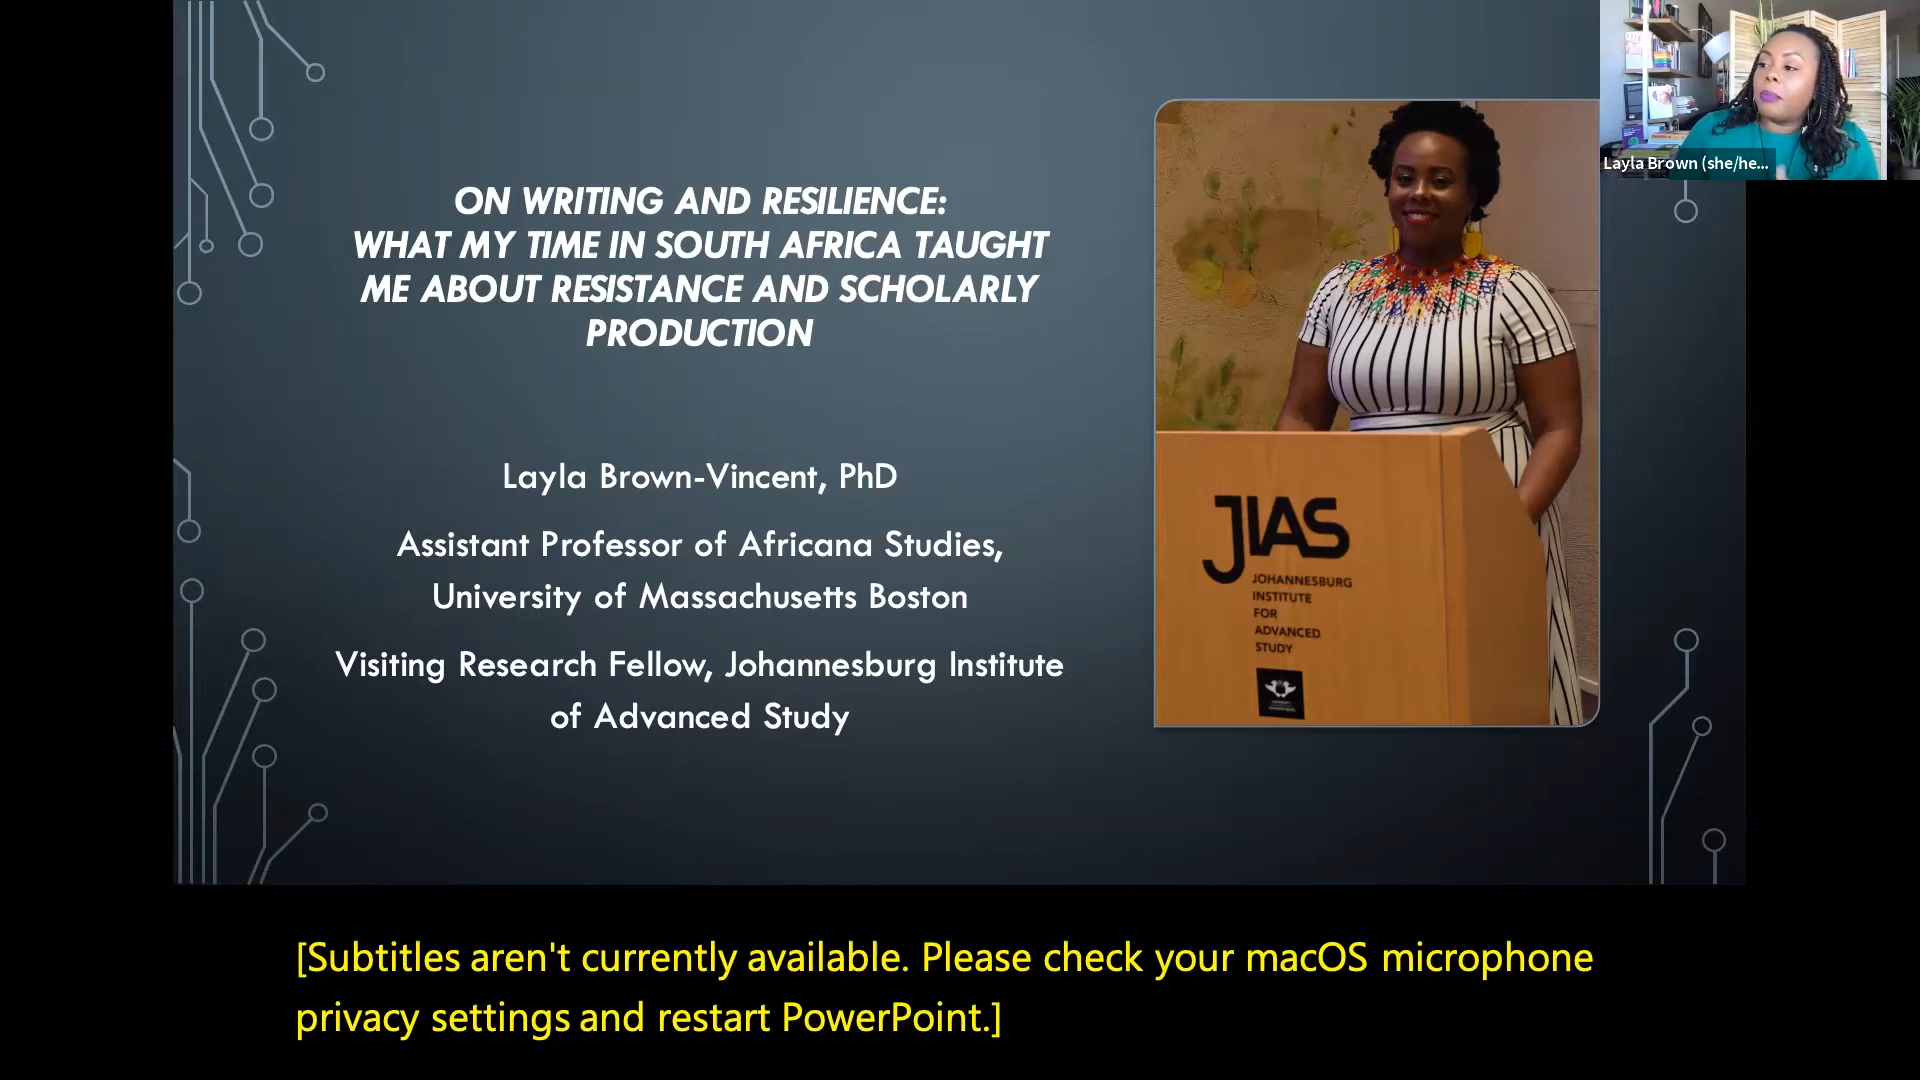 ON WRITING AND RESILIENCE:
WHAT MY TIME IN SOUTH AFRICA TAUGHT
ME ABOUT RESISTANCE AND SCHOLARLY
PRODUCTION
Layla Brown-Vincent, PhD
Assistant Professor of Africana Studies,
University of Massachusetts Boston
Visiting Research Fellow, Johannesburg Institute
of Advanced Study
JIAS
JOHANNESBURG
INSTITUTE
FOR
ADVANCED
STUDY
Layla Brown (she/he...
[Subtitles aren't currently available. Please check your macOS microphone
privacy settings and restart PowerPoint.]